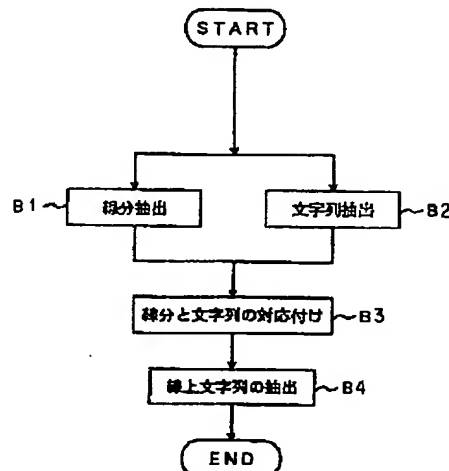 START
B1
線分抽出
文字列抽出
B2
線分と文字列の対応付け
B3
線上文字列の抽出
B4
END